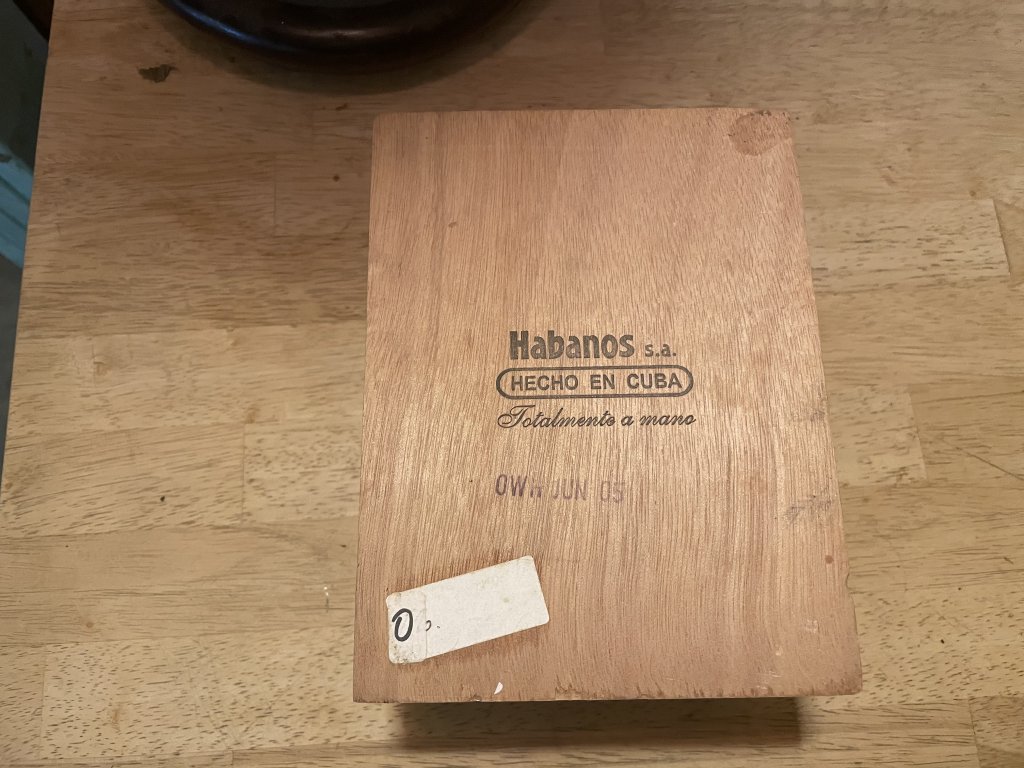 Habanos s.a.
HECHO EN CUBA
Totalmente a mano
JUN 05
O